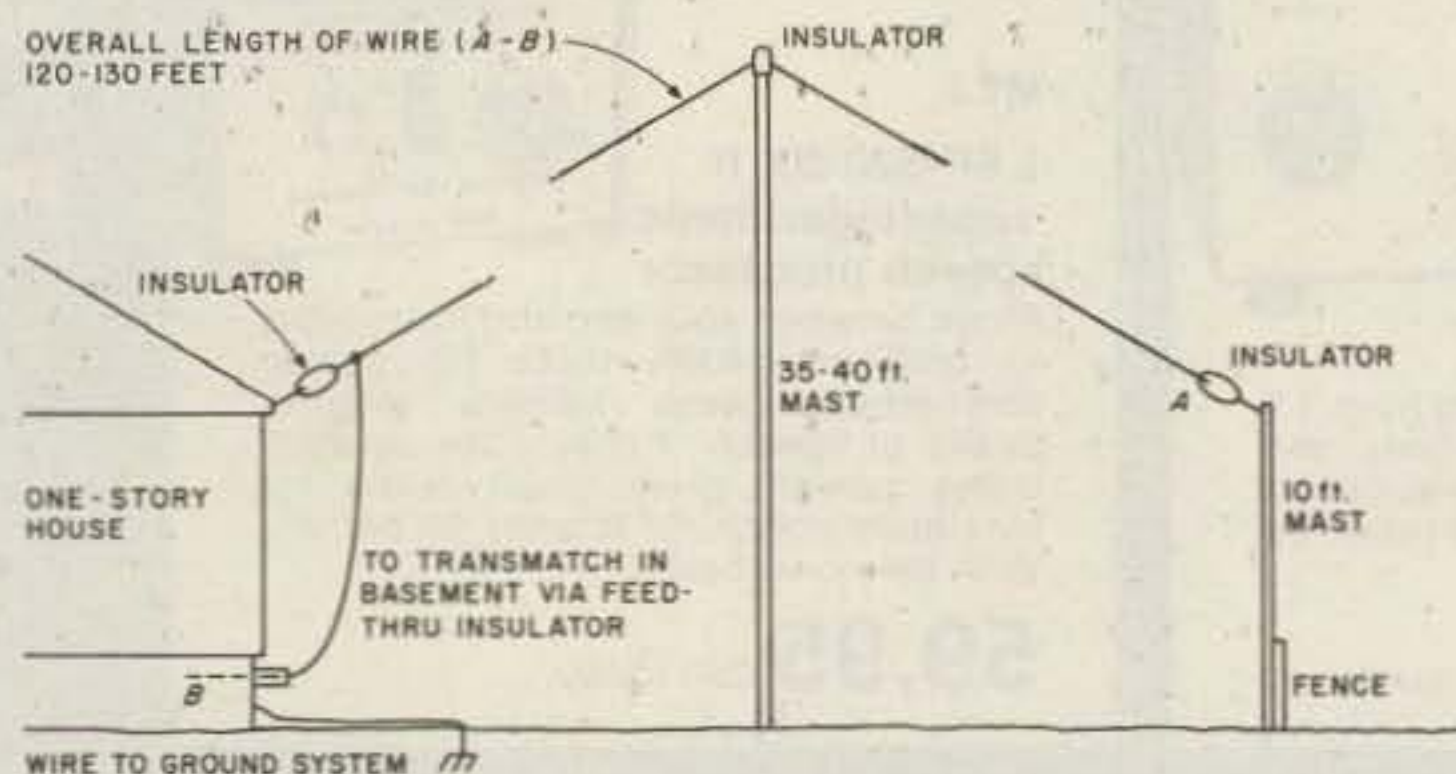 OVERALL LENGTH OF WIRE (A-B)
120-130 FEET
INSULATOR
INSULATOR
INSULATOR
35-40 ft.
MAST
A
10 ft.
MAST
ONE-STORY
HOUSE
TO TRANSMATCH IN
BASEMENT VIA FEED-
THRU INSULATOR
B
FENCE
WIRE TO GROUND SYSTEM